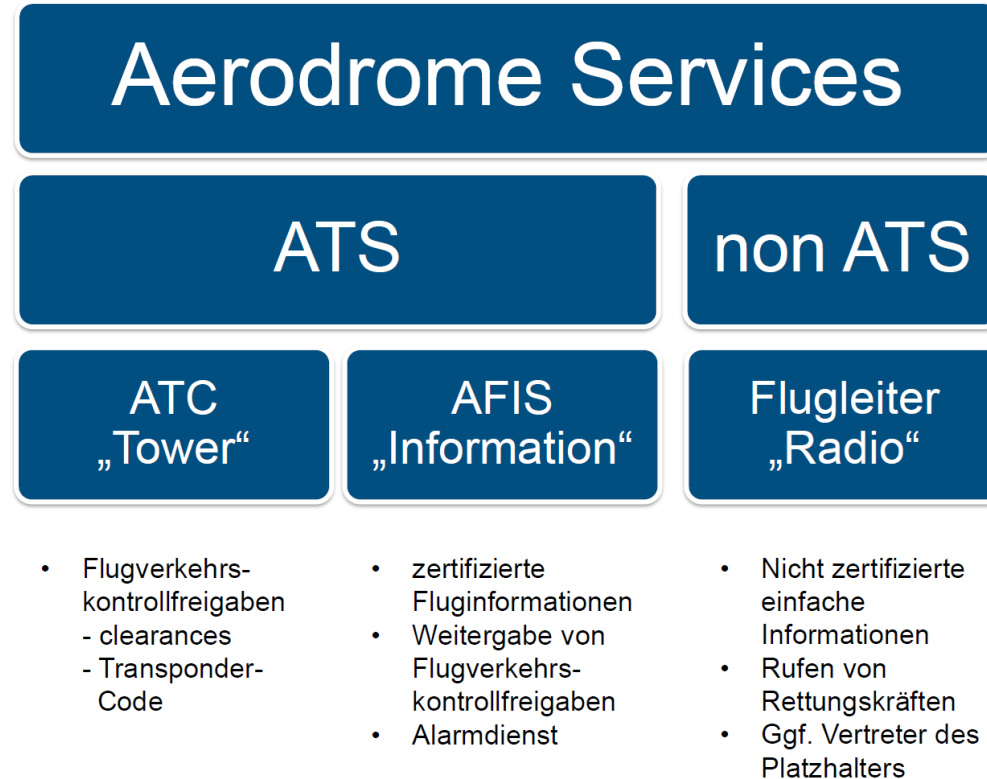 Aerodrome Services
ATS
non ATS
ATC
„Tower“
AFIS
„Information“
Flugleiter
„Radio“
• Flugverkehrs-
kontrollfreigaben
- clearances
- Transponder-
Code
• zertifizierte
Fluginformationen
• Weitergabe von
Flugverkehrs-
kontrollfreigaben
• Alarmdienst
• Nicht zertifizierte
einfache
Informationen
• Rufen von
Rettungskräften
• Ggf. Vertreter des
Platzhalters